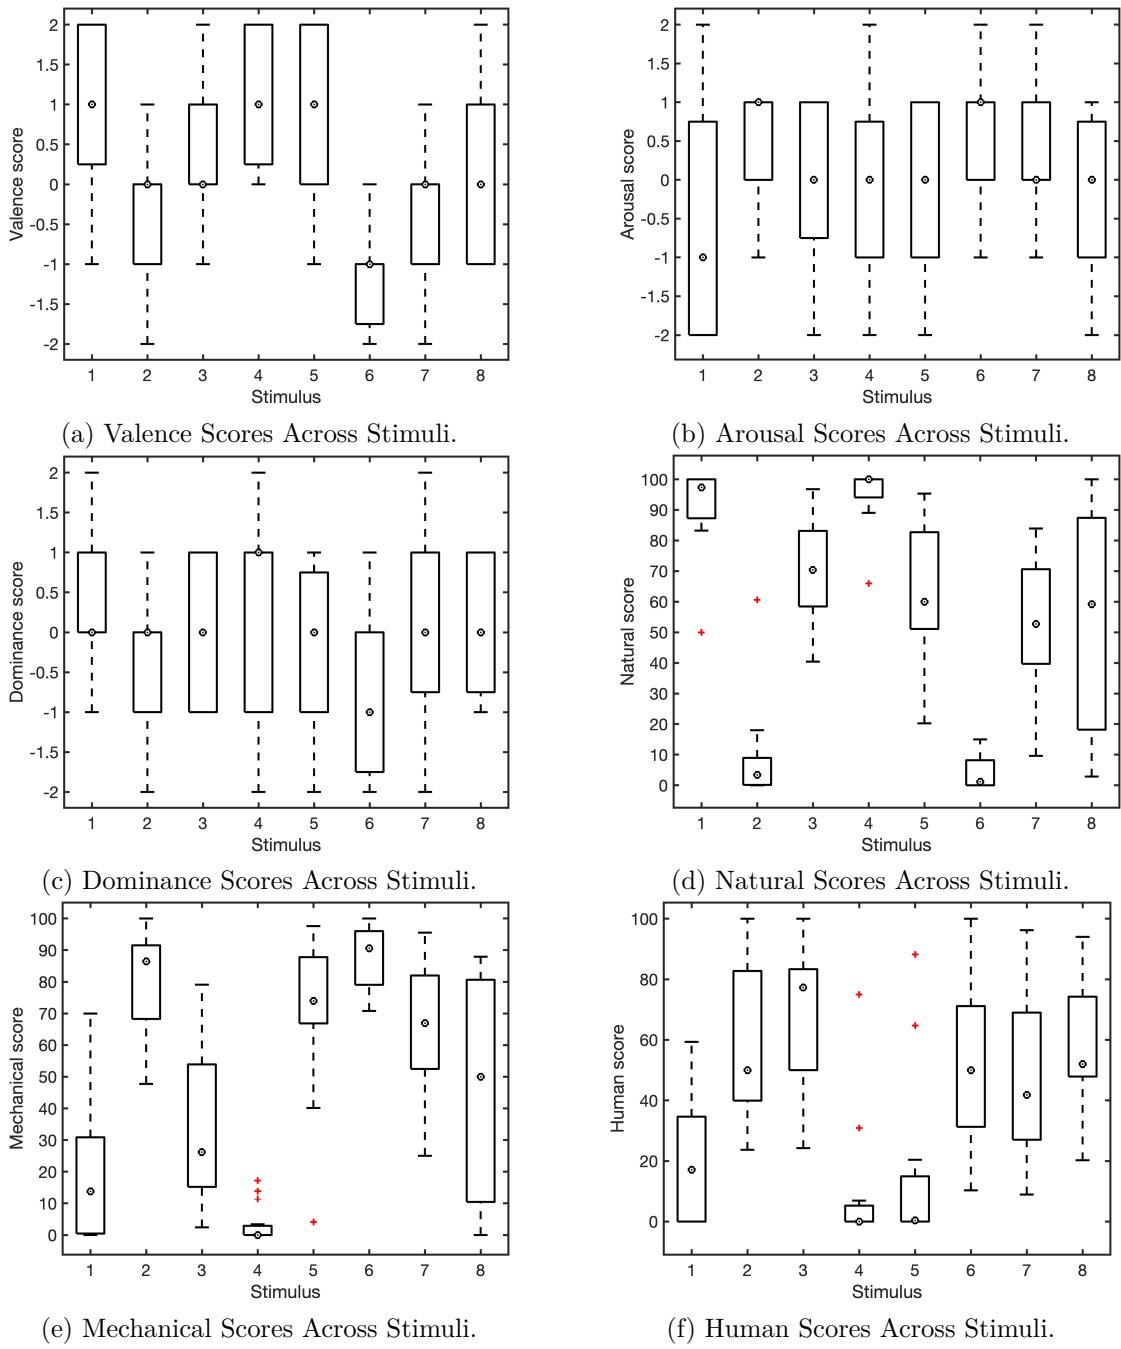 2
1.5
1
0.5
0
-0.5
-1
-1.5
-2
Valence score
1 2 3 4 5 6 7 8
Stimulus
(a) Valence Scores Across Stimuli.
2
1.5
1
0.5
0
-0.5
-1
-1.5
-2
Arousal score
1 2 3 4 5 6 7 8
Stimulus
(b) Arousal Scores Across Stimuli.
2
1.5
1
0.5
0
-0.5
-1
-1.5
-2
Dominance score
1 2 3 4 5 6 7 8
Stimulus
(c) Dominance Scores Across Stimuli.
100
90
80
70
60
50
40
30
20
10
0
Natural score
1 2 3 4 5 6 7 8
Stimulus
(d) Natural Scores Across Stimuli.
100
90
80
70
60
50
40
30
20
10
0
Mechanical score
1 2 3 4 5 6 7 8
Stimulus
(e) Mechanical Scores Across Stimuli.
100
80
60
40
20
0
Human score
1 2 3 4 5 6 7 8
Stimulus
(f) Human Scores Across Stimuli.